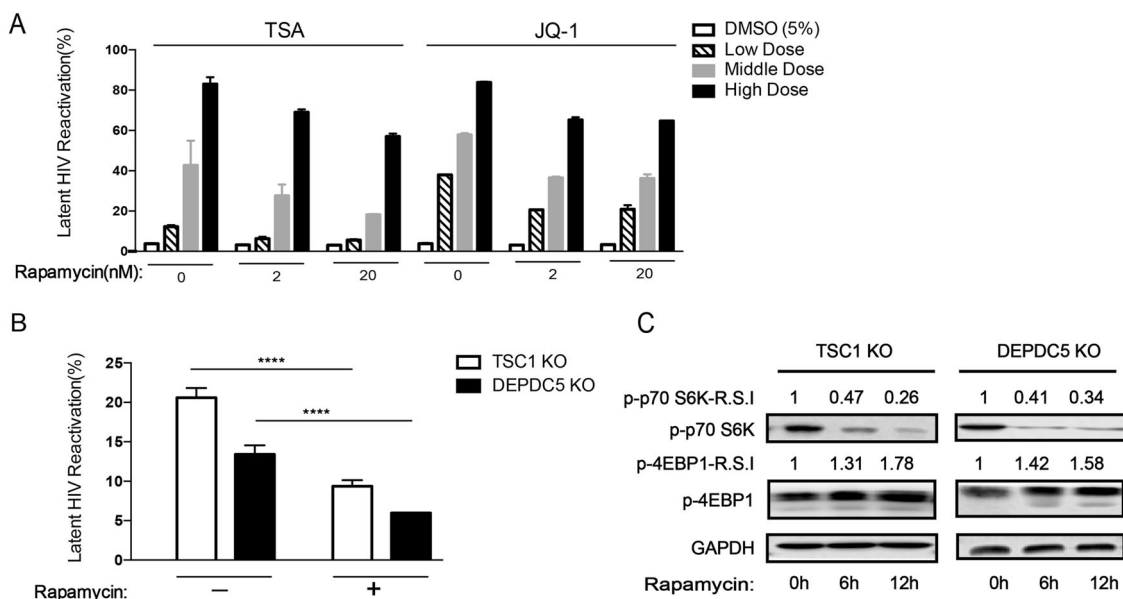 A
TSA
JQ-1
DMSO (5%)
Low Dose
Middle Dose
High Dose
Latent HIV Reactivation(%)
100
80
60
40
20
0
Rapamycin(nM):
0
2
20
0
2
20
B
TSC1 KO
DEPDC5 KO
Latent HIV Reactivation(%)
25
20
15
10
5
0
****
****
Rapamycin:
−
+
C
TSC1 KO
DEPDC5 KO
p-p70 S6K-R.S.I 1 0.47 0.26 1 0.41 0.34
p-p70 S6K
p-4EBP1-R.S.I 1 1.31 1.78 1 1.42 1.58
p-4EBP1
GAPDH
Rapamycin: 0h 6h 12h 0h 6h 12h